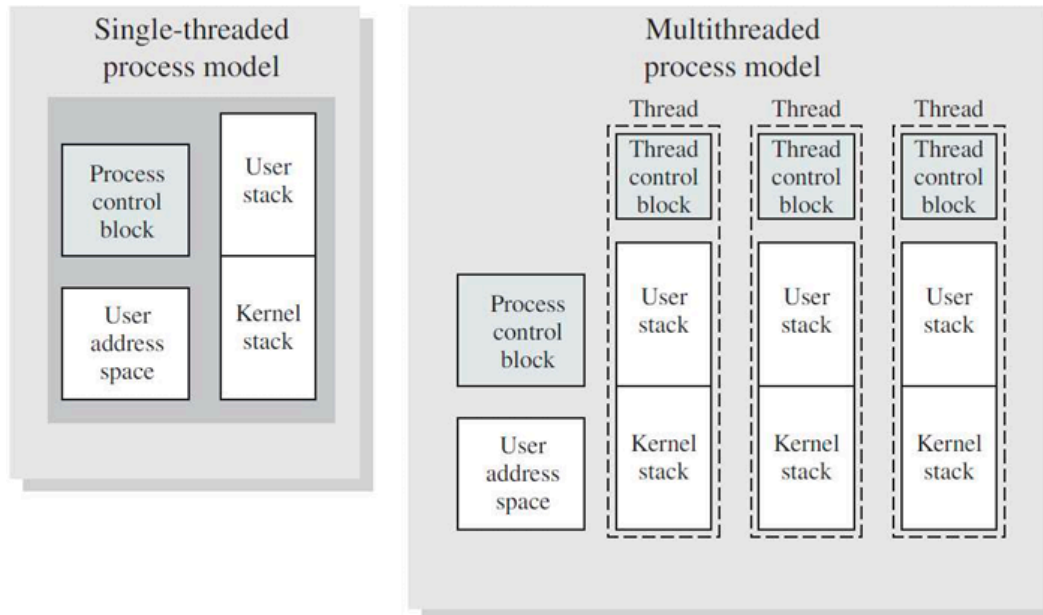 Single-threaded
process model
Process
control
block
User
stack
User
address
space
Kernel
stack
Multithreaded
process model
Thread
Thread
Thread
Thread
control
block
Thread
control
block
Thread
control
block
Process
control
block
User
stack
User
stack
User
stack
User
address
space
Kernel
stack
Kernel
stack
Kernel
stack